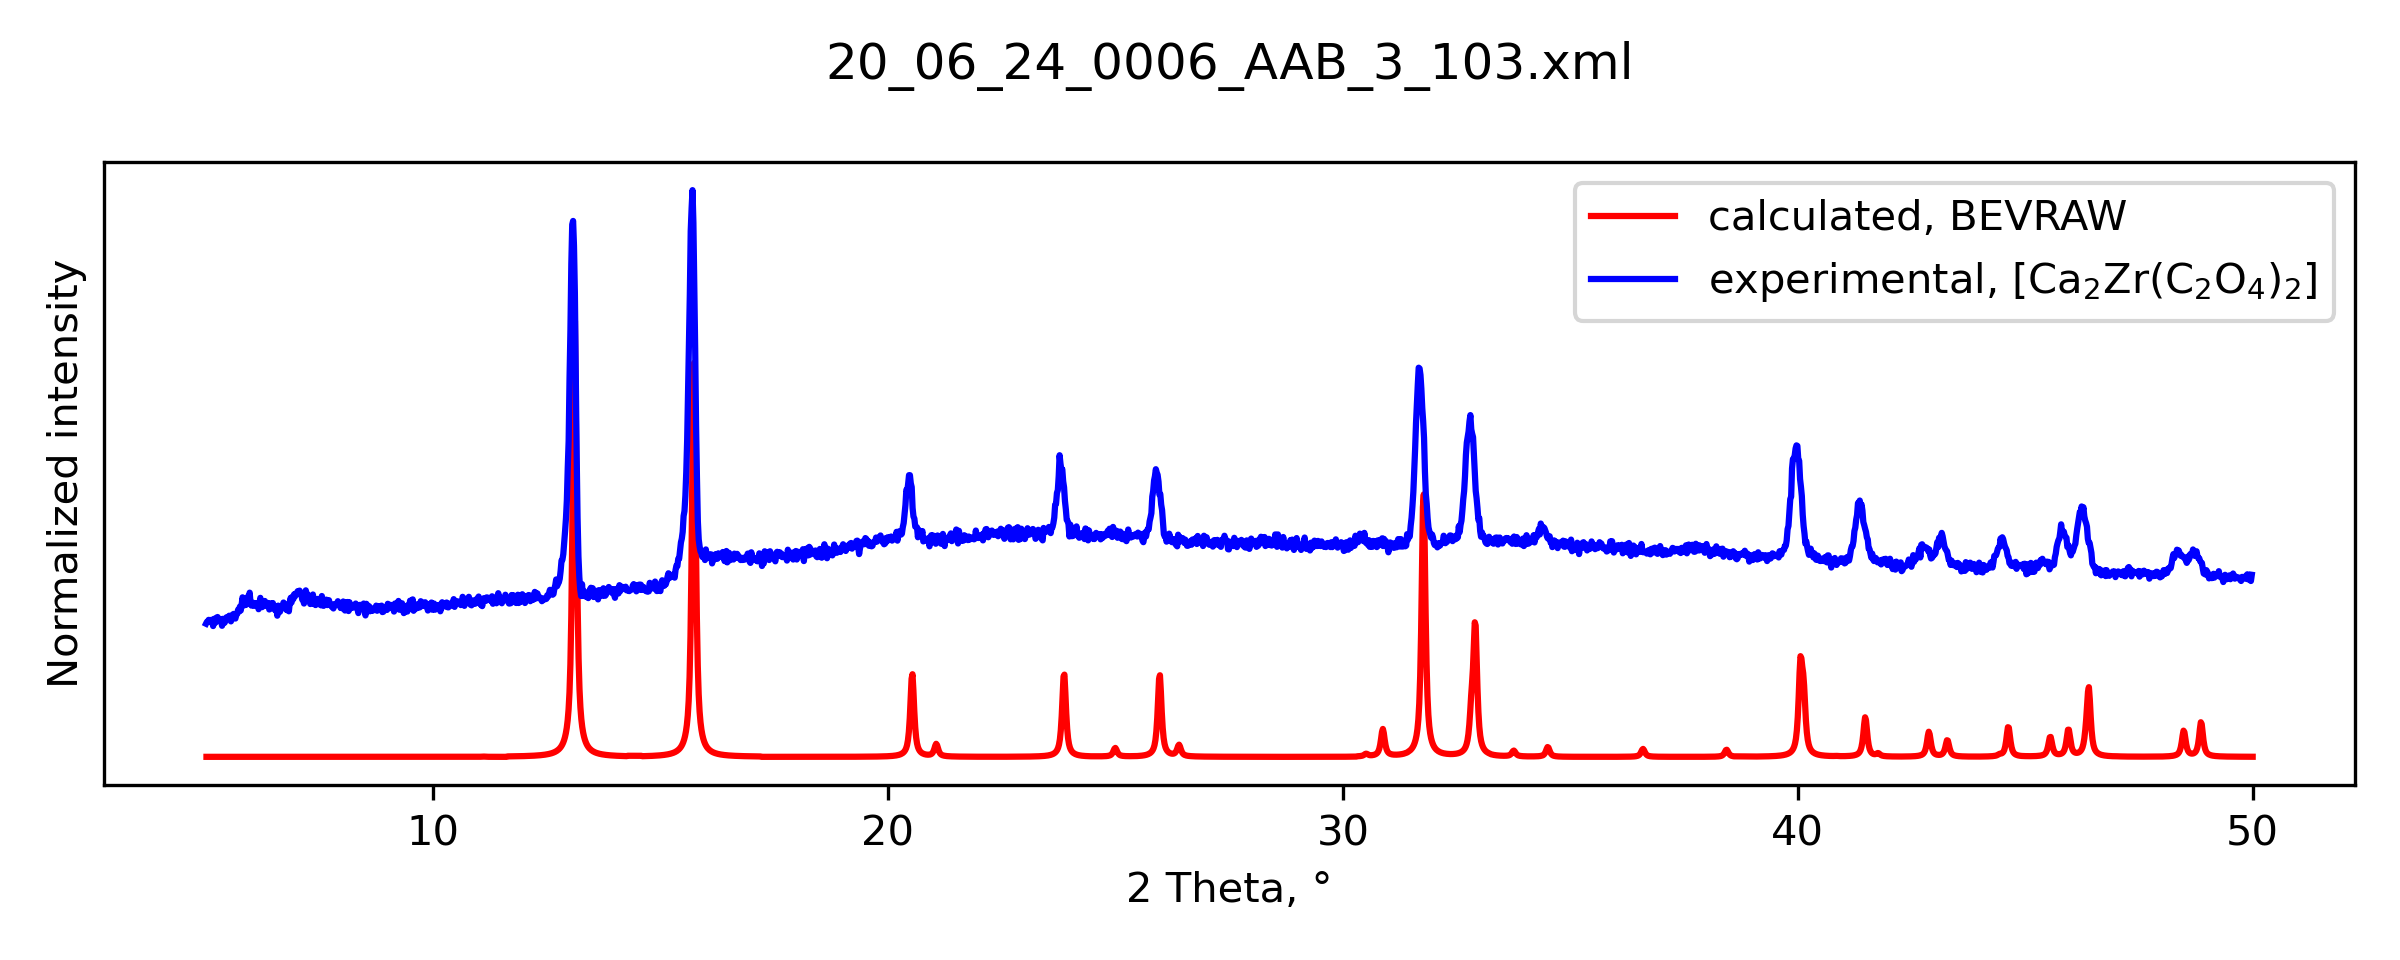 20_06_24_0006_AAB_3_103.xml
calculated, BEVRAW
experimental, [Ca₂Zr(C₂O₄)₂]
Normalized intensity
10 20 30 40 50
2 Theta, °